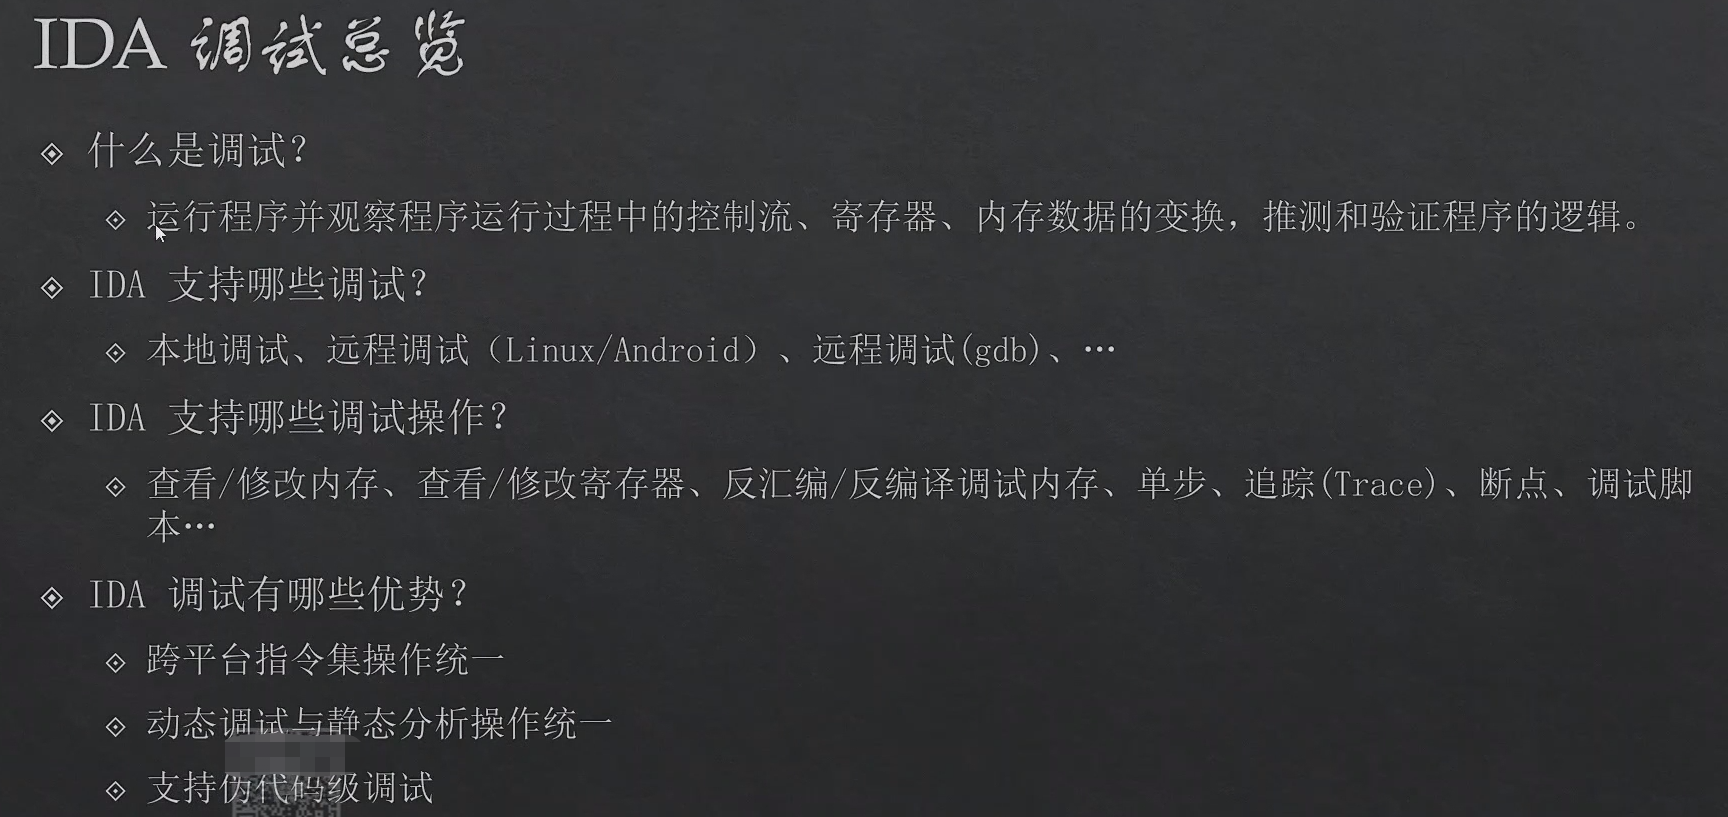 IDA 调试总览
什么是调试？
运行程序并观察程序运行过程中的控制流、寄存器、内存数据的变换，推测和验证程序的逻辑。
IDA 支持哪些调试？
本地调试、远程调试（Linux/Android）、远程调试(gdb)、…
IDA 支持哪些调试操作？
查看/修改内存、查看/修改寄存器、反汇编/反编译调试内存、单步、追踪(Trace)、断点、调试脚
本…
IDA 调试有哪些优势？
跨平台指令集操作统一
动态调试与静态分析操作统一
支持伪代码级调试